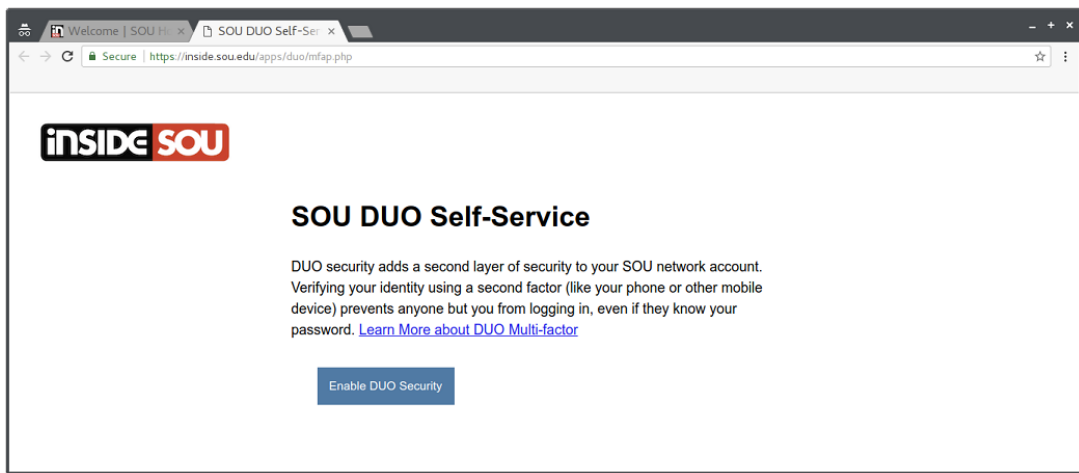 Welcome | SOU H
SOU DUO Self-Ser
Secure | https://inside.sou.edu/apps/duo/mfap.php
inSIDE SOU
SOU DUO Self-Service
DUO security adds a second layer of security to your SOU network account.
Verifying your identity using a second factor (like your phone or other mobile
device) prevents anyone but you from logging in, even if they know your
password. Learn More about DUO Multi-factor
Enable DUO Security